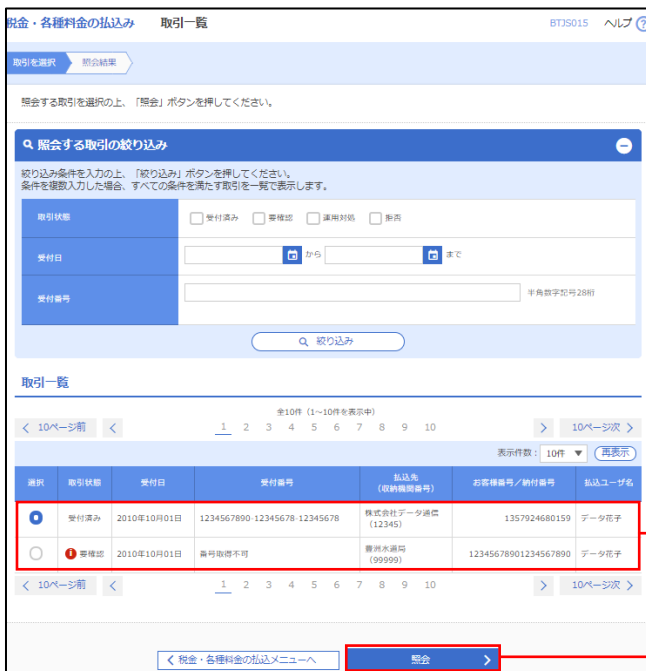 税金・各種料金の払込み 取引一覧 BTJS015 ヘルプ ?
取引を選択 照会結果
照会する取引を選択の上、「照会」ボタンを押してください。
照会する取引の絞り込み
絞り込み条件を入力の上、「絞り込み」ボタンを押してください。
条件を複数入力した場合、すべての条件を満たす取引を一覧で表示します。
取引状態 受付済み 要確認 運用対処 拒否
受付日 から まで
受付番号 半角数字記号28桁
絞り込み
取引一覧
全10件（1～10件を表示中）
< 10ページ前 < 1 2 3 4 5 6 7 8 9 10 > 10ページ次 >
表示件数： 10件 ▼ 再表示
選択 取引状態 受付日 受付番号 払込先 お客様番号／納付番号 払込ユーザ名
（収納機関番号）
受付済み 2010年10月01日 1234567890-12345678-12345678 株式会社データ通信 1357924680159 データ花子
（12345）
! 要確認 2010年10月01日 番号取得不可 豊洲水道局 12345678901234567890 データ花子
（99999）
< 10ページ前 < 1 2 3 4 5 6 7 8 9 10 > 10ページ次 >
< 税金・各種料金の払込メニューへ 照会 >